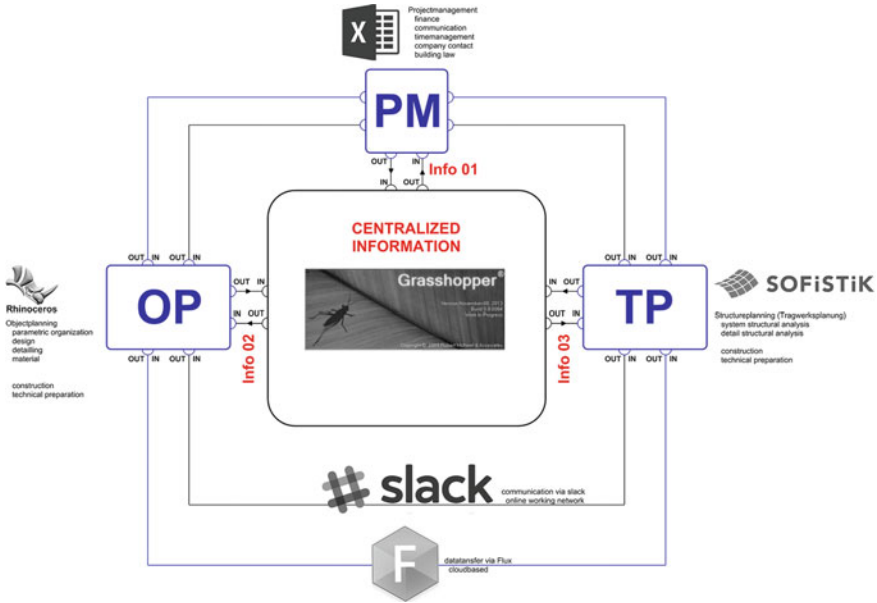 X
Projectmanagement
finance
communication
timemanagement
company contact
building law
PM
OUT IN
Info 01
IN OUT
CENTRALIZED
INFORMATION
Grasshopper®
OUT IN OUT IN
OUT IN OUT IN
Rhinoceros
Objectplanning
parametric organization
design
detailling
material
construction
technical preparation
OP
OUT IN
IN OUT
Info 02
OUT IN OUT IN
IN OUT
OUT IN
Info 03
TP
OUT IN OUT IN
SOFiSTiK
Structureplanning (Tragwerksplanung)
system structural analysis
detail structural analysis
construction
technical preparation
slack
communication via slack
online working network
F
datatansfer via Flux
cloudbased